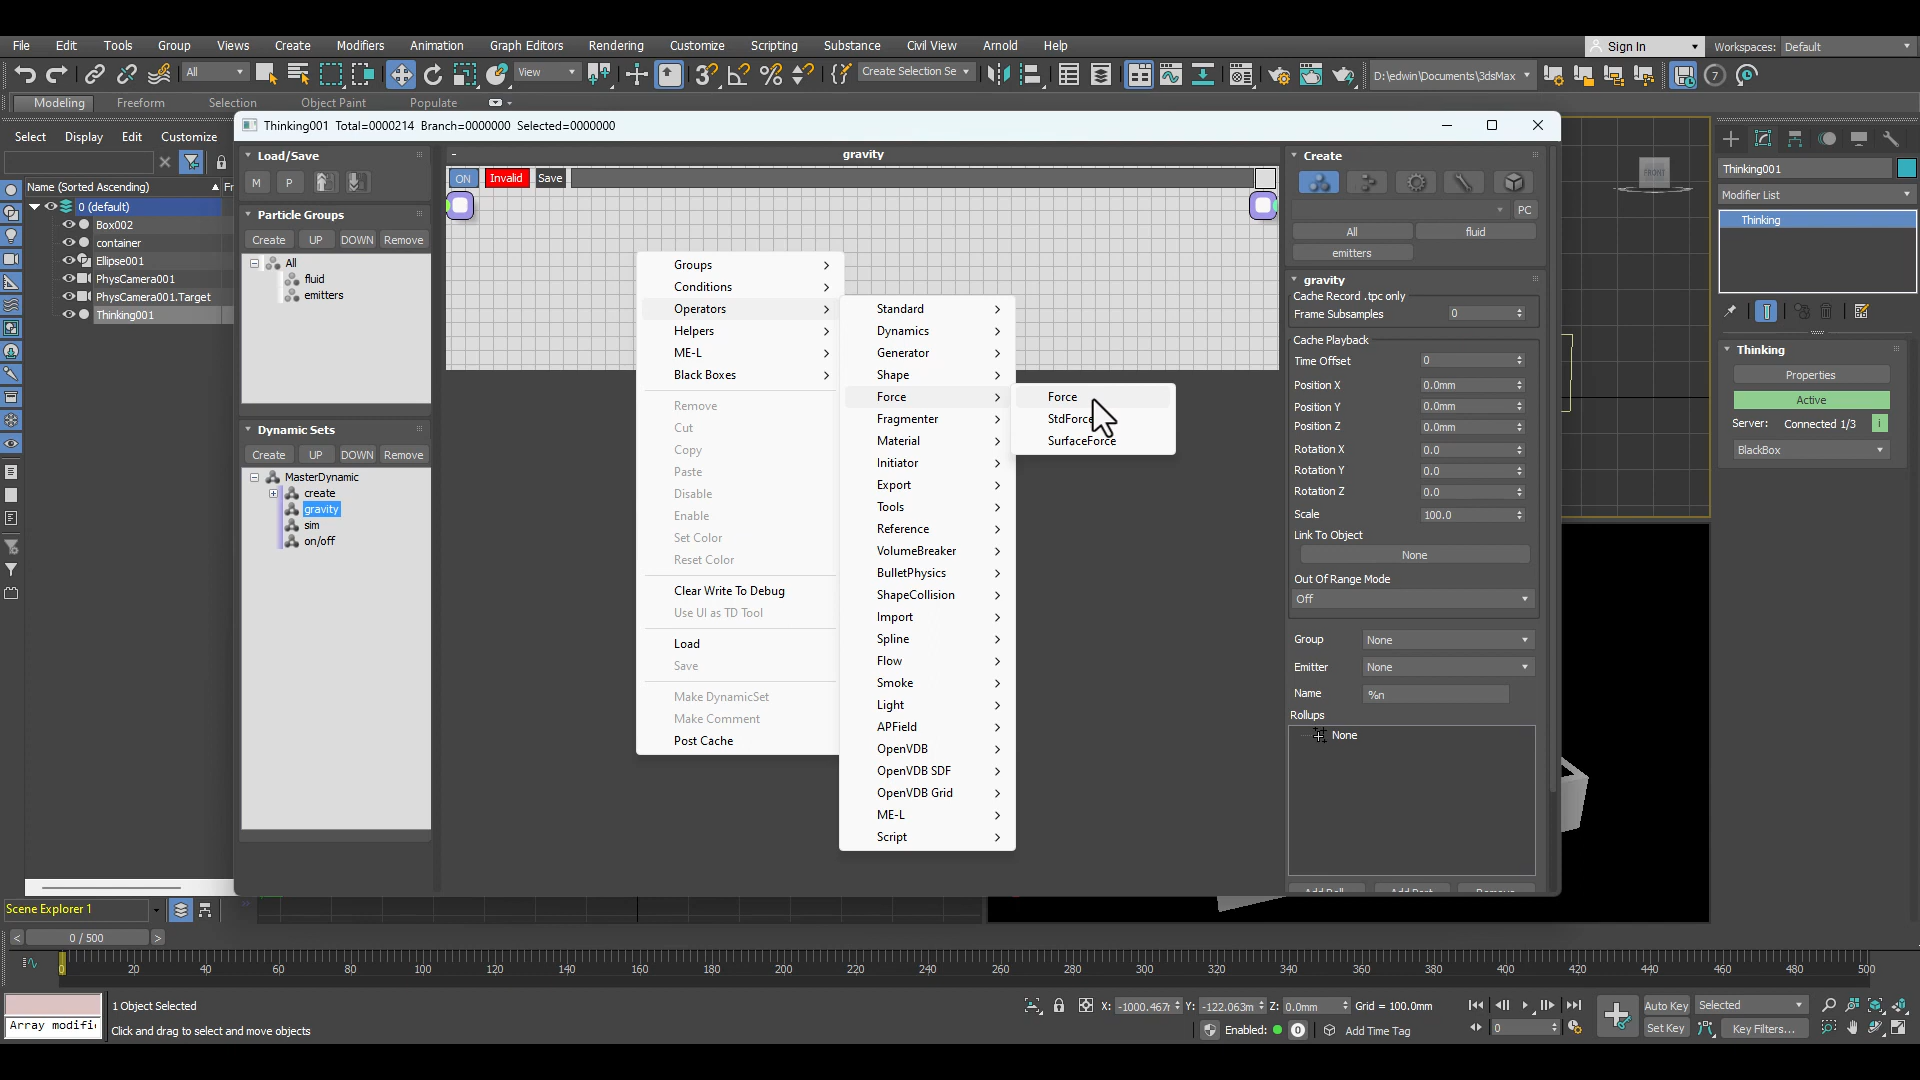 File Edit Tools Group Views Create Modifiers Animation Graph Editors Rendering Customize Scripting Substance Civil View Arnold Help
Sign In Workspaces: Default
All View Create Selection Se D:\edwin\Documents\3dsMax 7
Modeling Freeform Selection Object Paint Populate
Select Display Edit Customize
Name (Sorted Ascending) Fr
0 (default)
Box002
container
Ellipse001
PhysCamera001
PhysCamera001.Target
Thinking001
Thinking001 Total=0000214 Branch=0000000 Selected=0000000
Load/Save
M P
Particle Groups
Create UP DOWN Remove
All
fluid
emitters
Dynamic Sets
Create UP DOWN Remove
MasterDynamic
create
gravity
sim
on/off
- gravity
ON Invalid Save
Groups
Conditions
Operators
Helpers
ME-L
Black Boxes
Remove
Cut
Copy
Paste
Disable
Enable
Set Color
Reset Color
Clear Write To Debug
Use UI as TD Tool
Load
Save
Make DynamicSet
Make Comment
Post Cache
Standard
Dynamics
Generator
Shape
Force
Fragmenter
Material
Initiator
Export
Tools
Reference
VolumeBreaker
BulletPhysics
ShapeCollision
Import
Spline
Flow
Smoke
Light
APField
OpenVDB
OpenVDB SDF
OpenVDB Grid
ME-L
Script
Force
StdForce
SurfaceForce
Create
PC
All fluid
emitters
gravity
Cache Record .tpc only
Frame Subsamples 0
Cache Playback
Time Offset 0
Position X 0.0mm
Position Y 0.0mm
Position Z 0.0mm
Rotation X 0.0
Rotation Y 0.0
Rotation Z 0.0
Scale 100.0
Link To Object
None
Out Of Range Mode
Off
Group None
Emitter None
Name %n
Rollups
None
FRONT
Thinking001
Modifier List
Thinking
Thinking
Properties
Active
Server: Connected 1/3 i
BlackBox
Scene Explorer 1
< 0 / 500 >
0 20 40 60 80 100 120 140 160 180 200 220 240 260 280 300 320 340 360 380 400 420 440 460 480 500
1 Object Selected
Array modifi
Click and drag to select and move objects
X: -1000.467r Y: -122.063m Z: 0.0mm Grid = 100.0mm
Enabled: 0 Add Time Tag
0
Auto Key Selected
Set Key Key Filters...